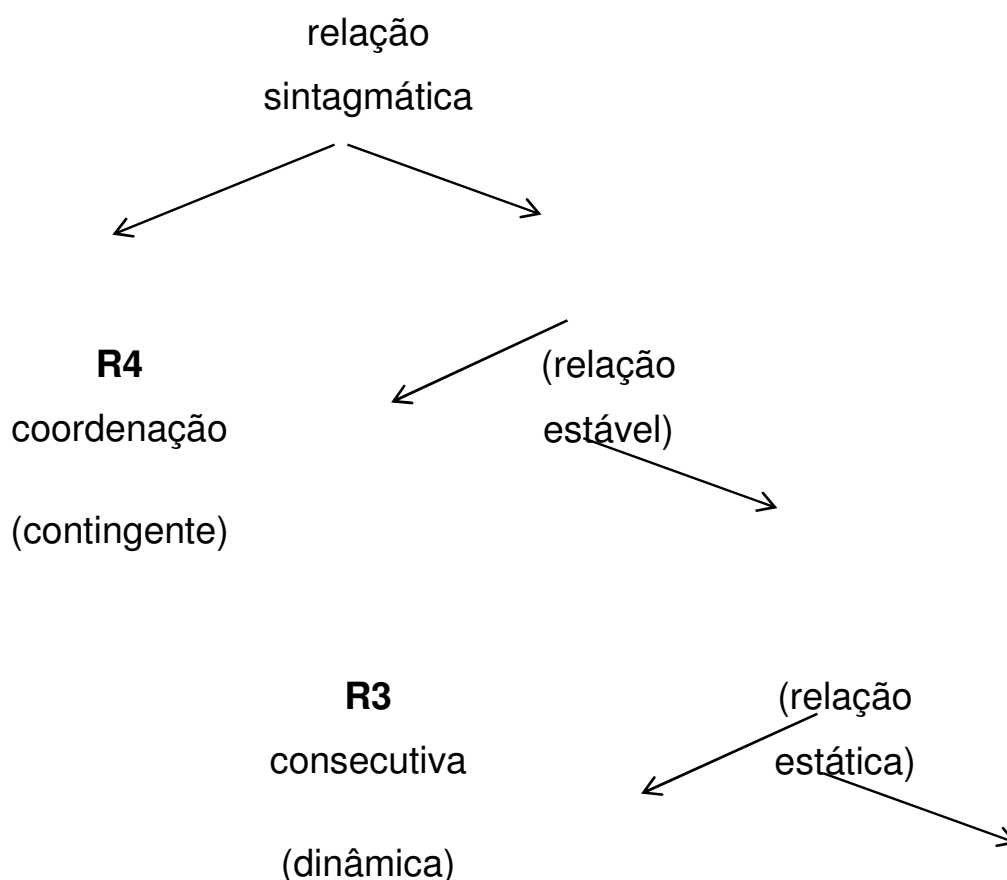 relação
sintagmática
R4
coordenação
(contingente)
(relação
estável)
R3
consecutiva
(dinâmica)
(relação
estática)